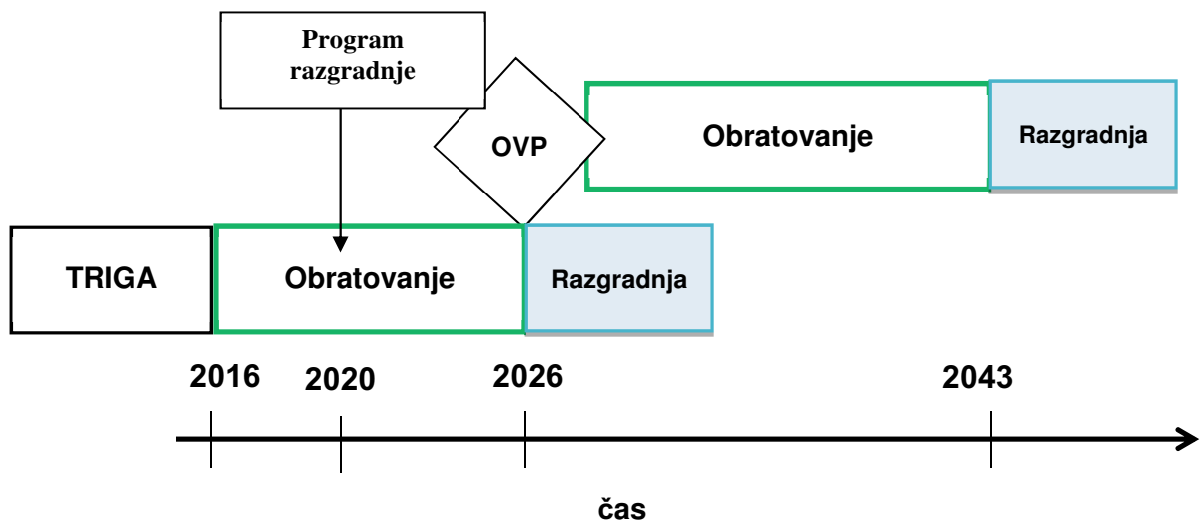 Program
razgradnje
OVP
Obratovanje
Razgradnja
TRIGA
Obratovanje
Razgradnja
2016
2020
2026
2043
čas